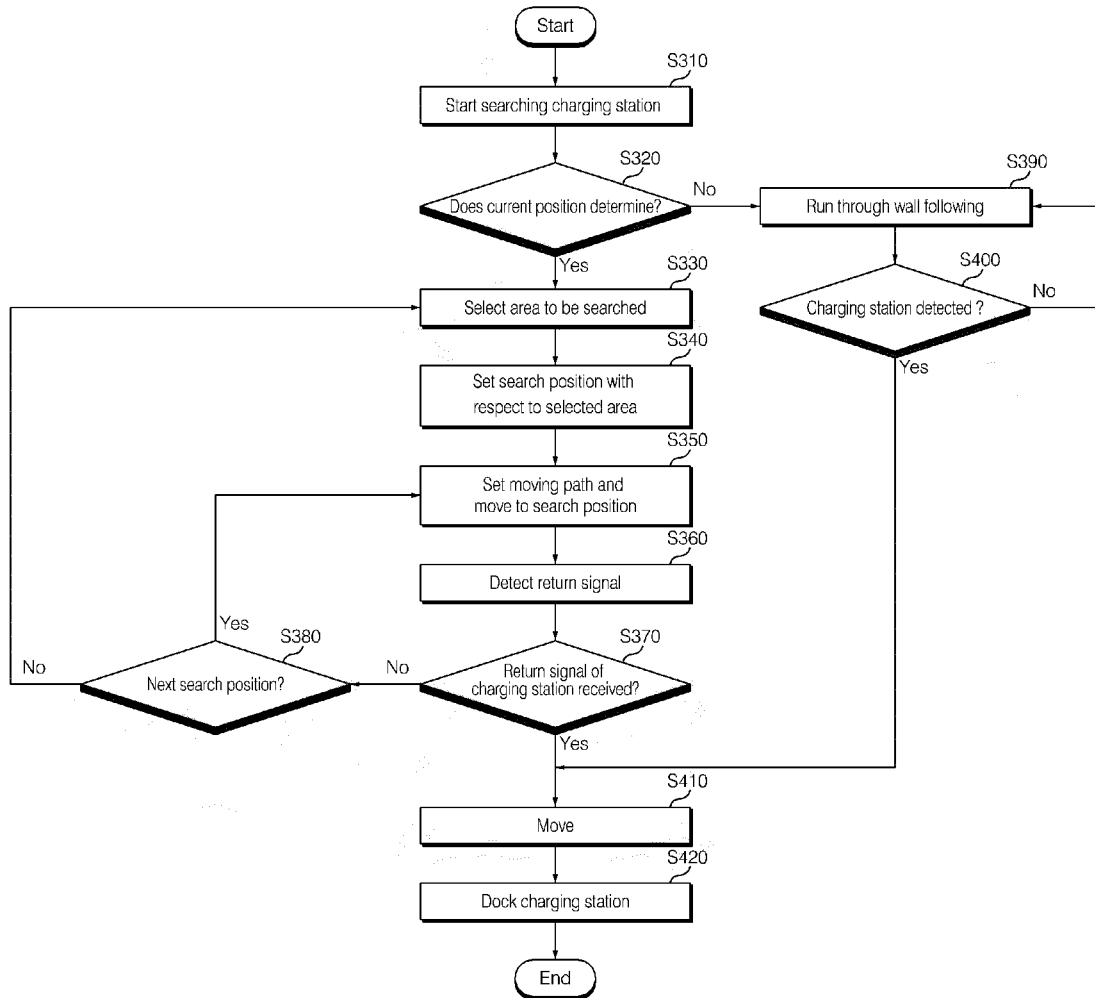 Start
S310
Start searching charging station
S320
Does current position determine?
No
S390
Run through wall following
Yes
S330
Select area to be searched
S400
Charging station detected ?
No
Yes
S340
Set search position with
respect to selected area
S350
Set moving path and
move to search position
S360
Detect return signal
Yes
S380
Next search position?
No
No
S370
Return signal of
charging station received?
Yes
S410
Move
S420
Dock charging station
End